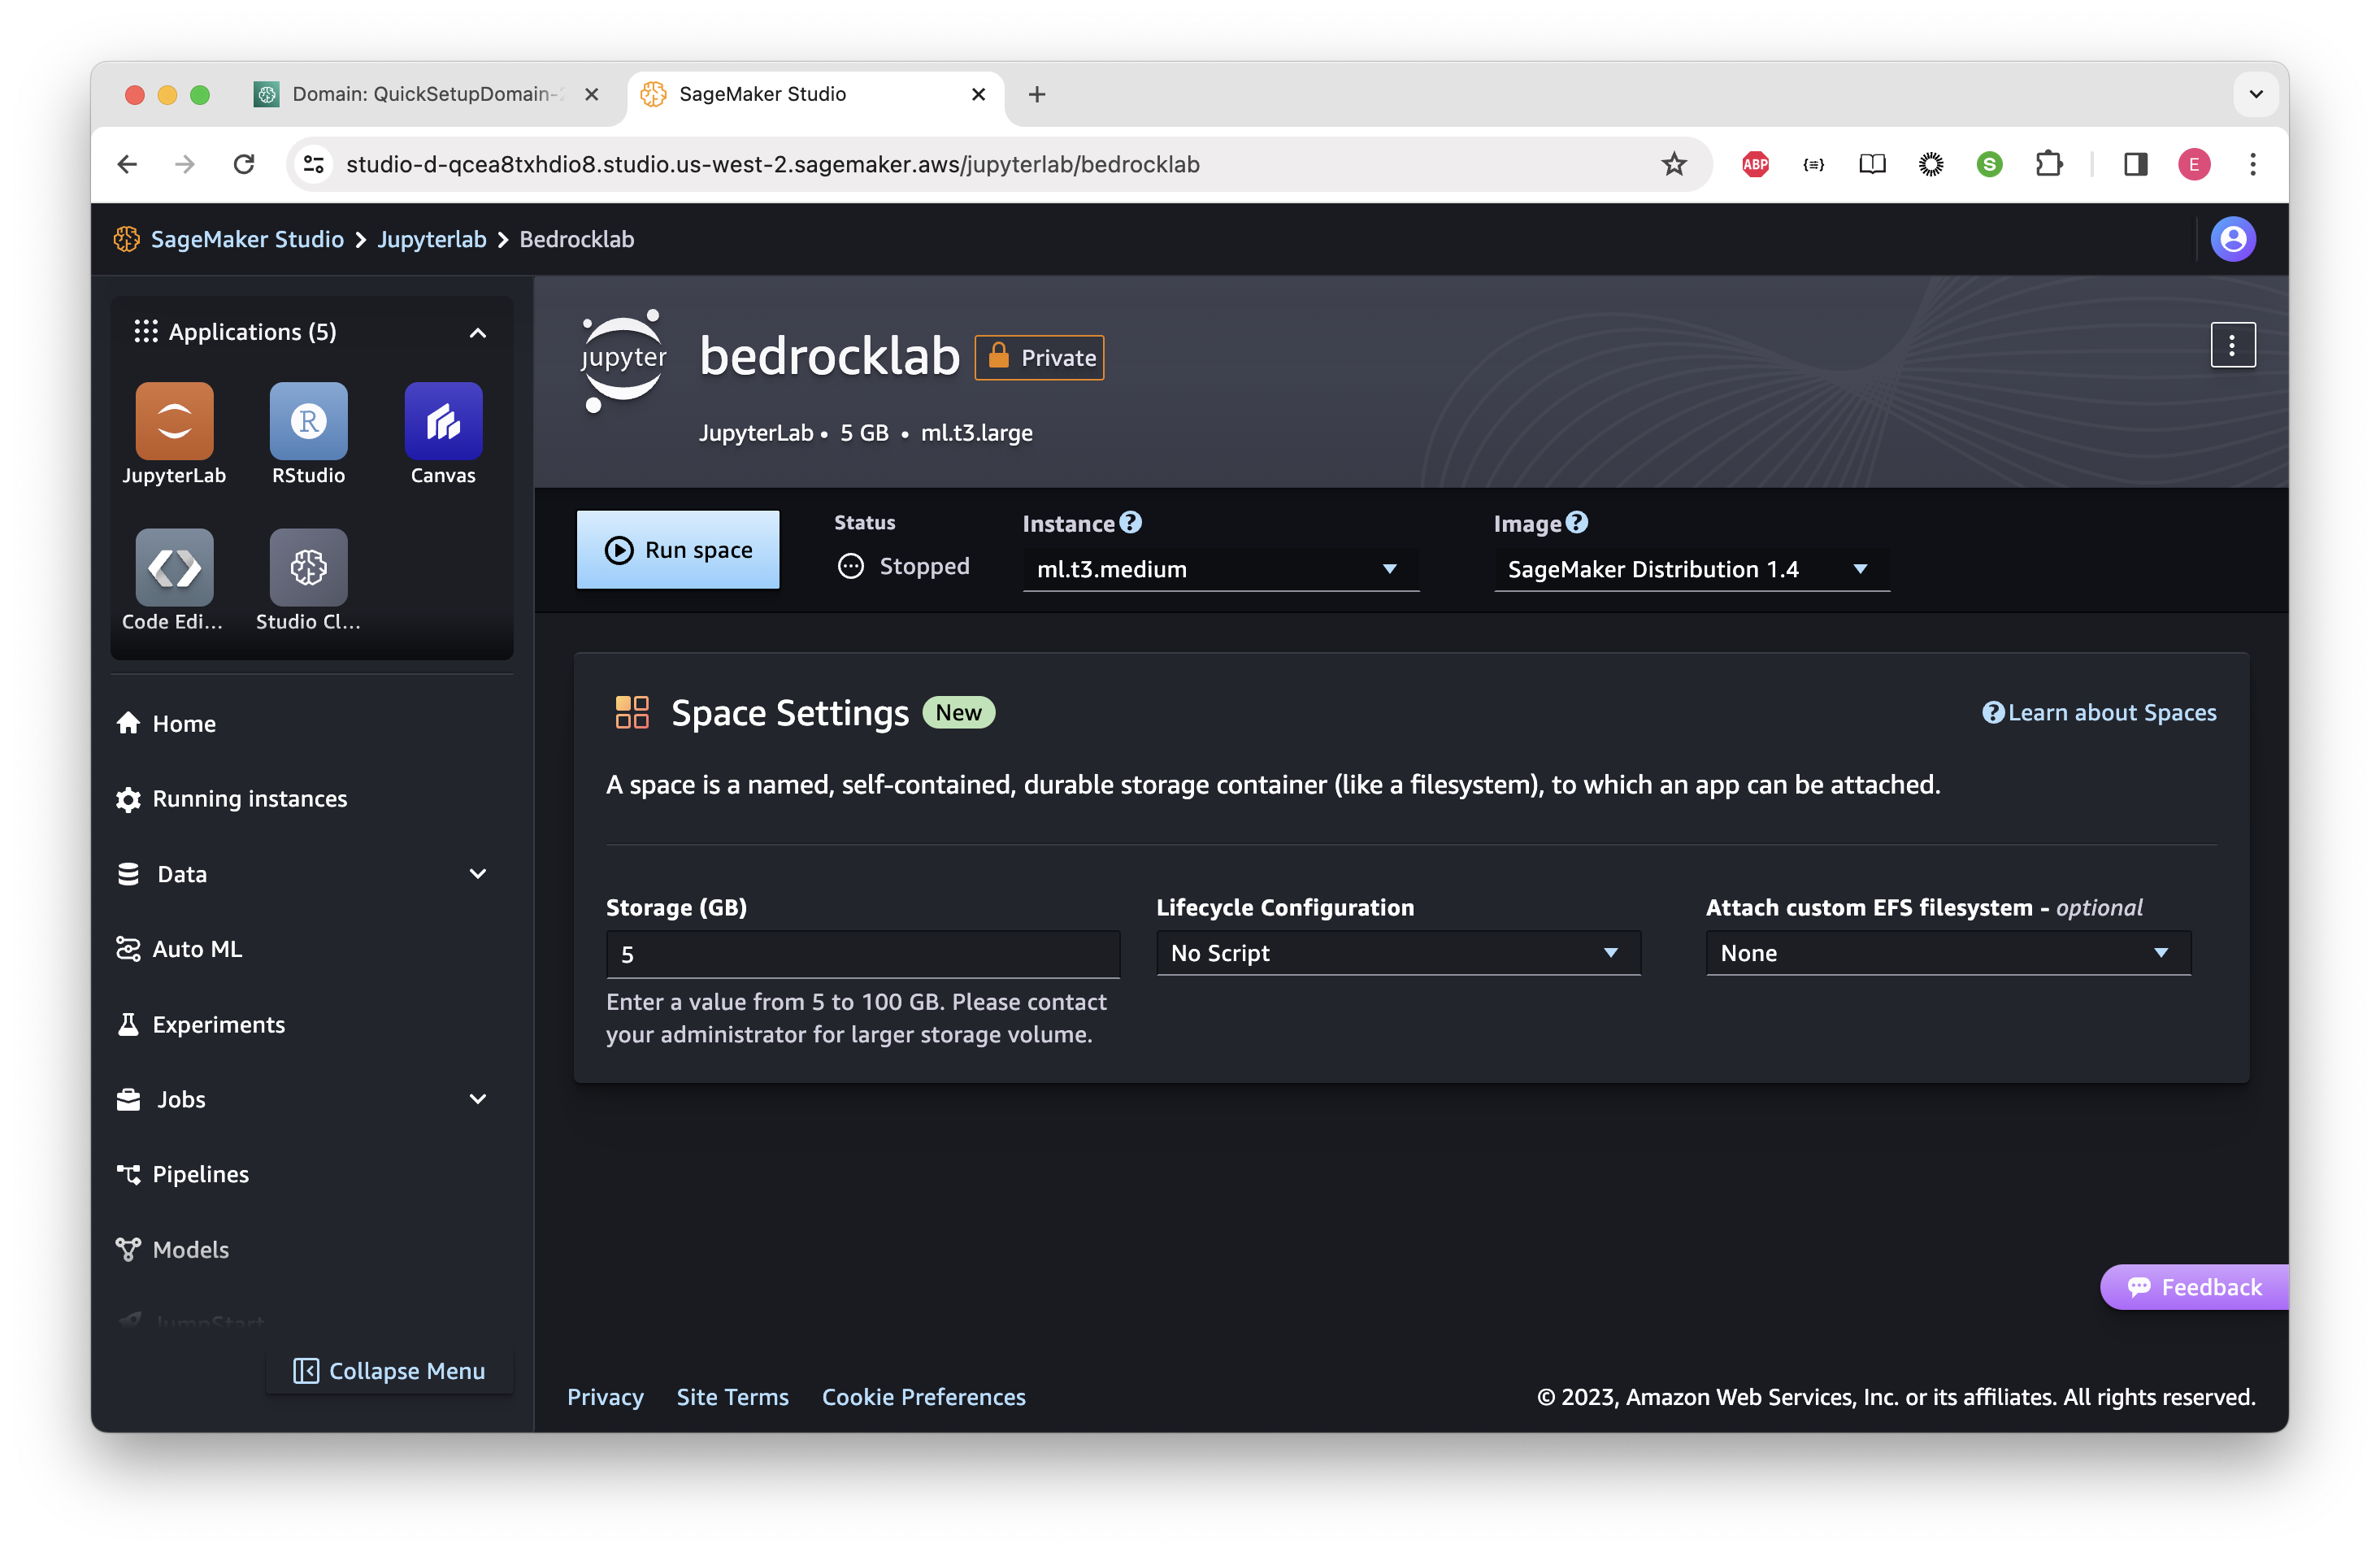 Domain: QuickSetupDomain-
SageMaker Studio
studio-d-qcea8txhdio8.studio.us-west-2.sagemaker.aws/jupyterlab/bedrocklab
ABP
{≡}
S
E
SageMaker Studio > Jupyterlab > Bedrocklab
Applications (5)
JupyterLab
R
RStudio
Canvas
Code Edi...
Studio Cl...
Home
Running instances
Data
Auto ML
Experiments
Jobs
Pipelines
Models
JumpStart
Collapse Menu
jupyter
bedrocklab
Private
JupyterLab • 5 GB • ml.t3.large
Run space
Status
Stopped
Instance
ml.t3.medium
Image
SageMaker Distribution 1.4
Space Settings
New
Learn about Spaces
A space is a named, self-contained, durable storage container (like a filesystem), to which an app can be attached.
Storage (GB)
5
Enter a value from 5 to 100 GB. Please contact
your administrator for larger storage volume.
Lifecycle Configuration
No Script
Attach custom EFS filesystem - optional
None
Feedback
Privacy
Site Terms
Cookie Preferences
© 2023, Amazon Web Services, Inc. or its affiliates. All rights reserved.